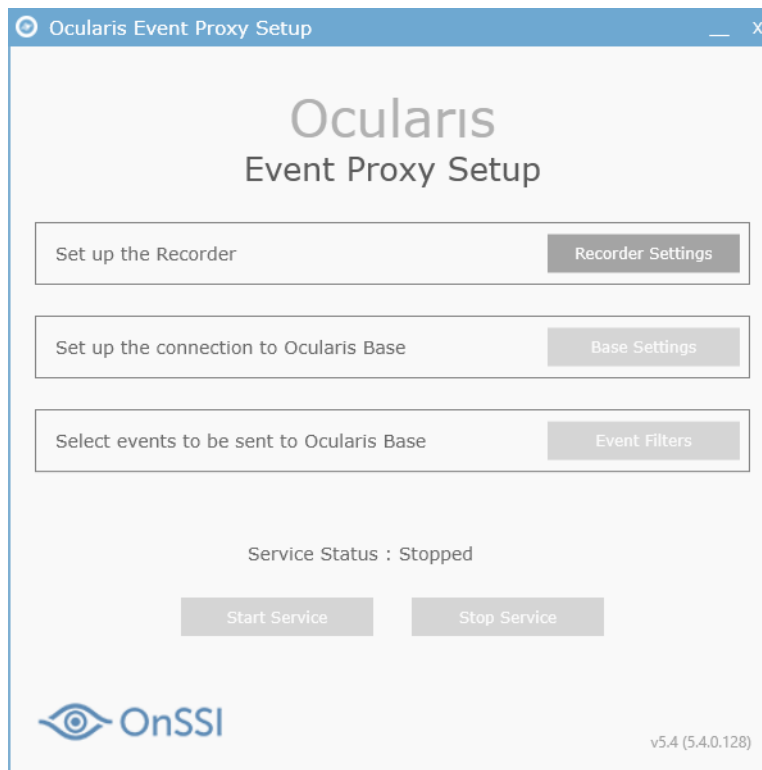 Ocularis Event Proxy Setup
Ocularis
Event Proxy Setup
Set up the Recorder
Recorder Settings
Set up the connection to Ocularis Base
Base Settings
Select events to be sent to Ocularis Base
Event Filters
Service Status : Stopped
Start Service
Stop Service
OnSSI
v5.4 (5.4.0.128)